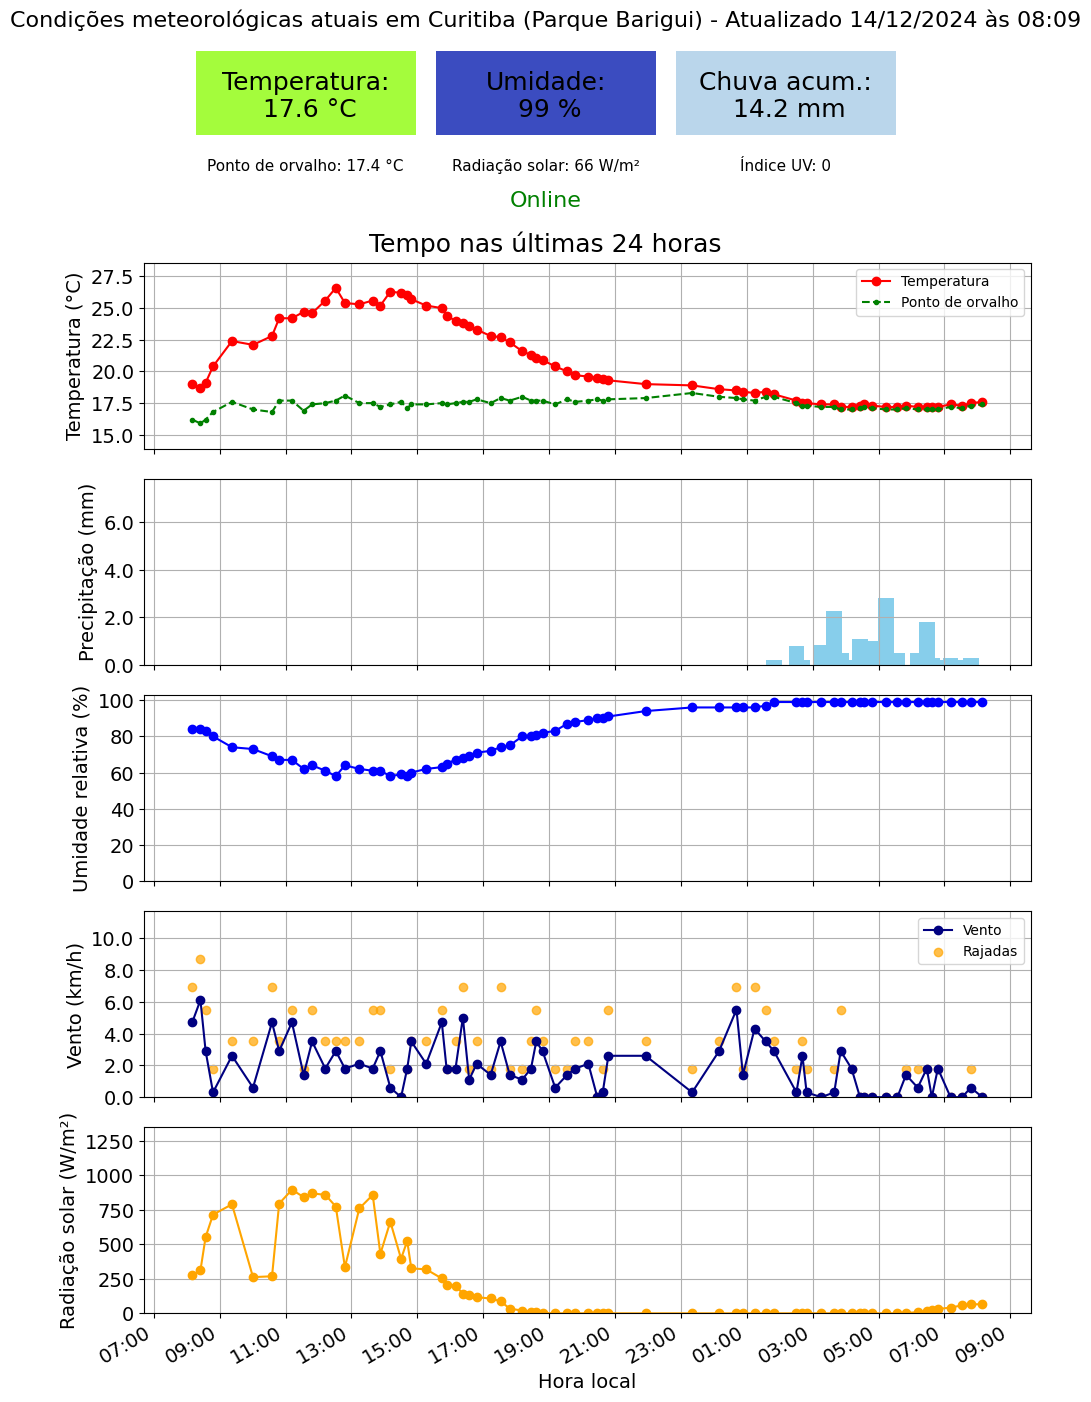 Condições meteorológicas atuais em Curitiba (Parque Barigui) - Atualizado 14/12/2024 às 08:09
Temperatura:
17.6 °C
Umidade:
99 %
Chuva acum.:
14.2 mm
Ponto de orvalho: 17.4 °C
Radiação solar: 66 W/m²
Índice UV: 0
Online
Tempo nas últimas 24 horas
Temperatura (°C)
27.5
25.0
22.5
20.0
17.5
15.0
Temperatura
Ponto de orvalho
Precipitação (mm)
6.0
4.0
2.0
0.0
Umidade relativa (%)
100
80
60
40
20
0
Vento (km/h)
10.0
8.0
6.0
4.0
2.0
0.0
Vento
Rajadas
Radiação solar (W/m²)
1250
1000
750
500
250
0
07:00
09:00
11:00
13:00
15:00
17:00
19:00
21:00
23:00
01:00
03:00
05:00
07:00
09:00
Hora local